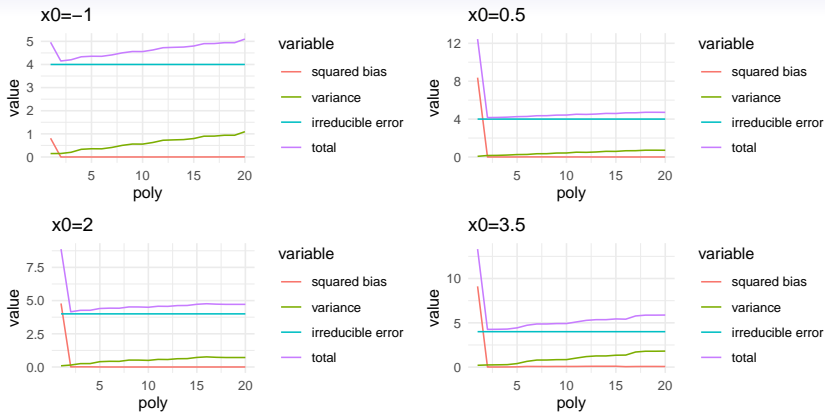 x0=−1
value
5
4
3
2
1
0
5
10
15
20
poly
variable
squared bias
variance
irreducible error
total
x0=0.5
value
12
8
4
0
5
10
15
20
poly
variable
squared bias
variance
irreducible error
total
x0=2
value
7.5
5.0
2.5
0.0
5
10
15
20
poly
variable
squared bias
variance
irreducible error
total
x0=3.5
value
10
5
0
5
10
15
20
poly
variable
squared bias
variance
irreducible error
total